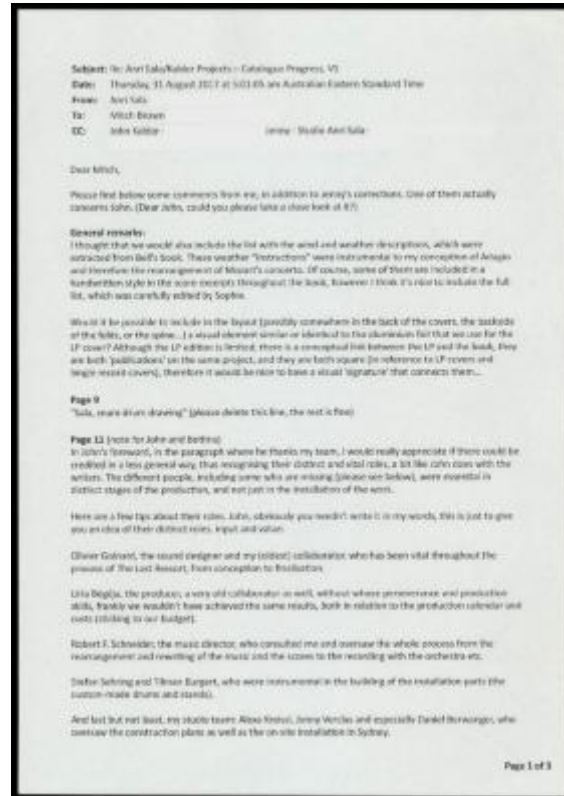 Subject: Re: Anri Sala/Kaldor Projects – Catalogue Progress, V5
Date: Thursday, 31 August 2017 at 5:01:05 am Australian Eastern Standard Time
From: Anri Sala
To: Mitch Brown
CC: John Kaldor Jenny - Studio Anri Sala
Dear Mitch,
Please find below some comments from me, in addition to Jenny's corrections. One of them actually
concerns John. (Dear John, could you please take a close look at it?)
General remarks:
I thought that we would also include the list with the wind and weather descriptions, which were
extracted from Bell's book. These weather "instructions" were instrumental to my conception of Adagio
and therefore the rearrangement of Mozart's concerto. Of course, some of them are included in a
handwritten style in the score excerpts throughout the book, however I think it's nice to include the full
list, which was carefully edited by Sophie.
Would it be possible to include in the layout (possibly somewhere in the back of the covers, the backside
of the folds, or the spine...) a visual element similar or identical to the aluminium foil that we use for the
LP cover? Although the LP edition is limited, there is a conceptual link between the LP and the book, they
are both 'publications' on the same project, and they are both square (in reference to LP covers and
longer record covers), therefore it would be nice to have a visual 'signature' that connects them...
Page 9
"Sala, snare drum drawing" (please delete this line, the rest is fine)
Page 11 (note for John and Bettina)
In John's foreword, in the paragraph where he thanks my team, I would really appreciate if there could be
credited in a less general way, thus recognising their distinct and vital roles, a bit like John does with the
writers. The different people, including some who are missing (please see below), were essential in
distinct stages of the production, and not just in the installation of the work.
Here are a few tips about their roles. John, obviously you needn't write it in my words, this is just to give
you an idea of their distinct roles, input and value.
Olivier Goinard, the sound designer and my (oldest) collaborator, who has been vital throughout the
process of The Last Resort, from conception to finalisation.
Liria Bégéja, the producer, a very old collaborator as well, without whose perseverance and production
skills, frankly we wouldn't have achieved the same results, both in relation to the production calendar and
costs (sticking to our budget).
Robert F. Schneider, the music director, who consulted me and oversaw the whole process from the
rearrangement and rewriting of the music and the scores to the recording with the orchestra etc.
Stefan Sehring and Tilman Burgart, who were instrumental in the building of the installation parts (the
custom-made drums and stands).
And last but not least, my studio team: Alexa Jenny and especially Daniel who
oversaw the construction plans as well as the on-site installation in Sydney.
Page 1 of 3